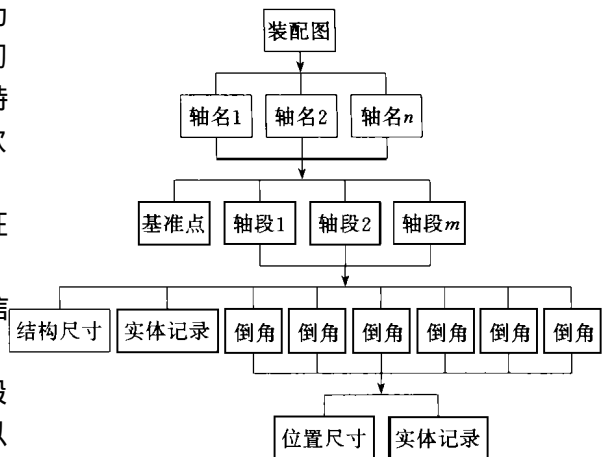 装配图
轴名1 轴名2 轴名n
基准点 轴段1 轴段2 轴段m
结构尺寸 实体记录 倒角 倒角 倒角 倒角 倒角 倒角
位置尺寸 实体记录